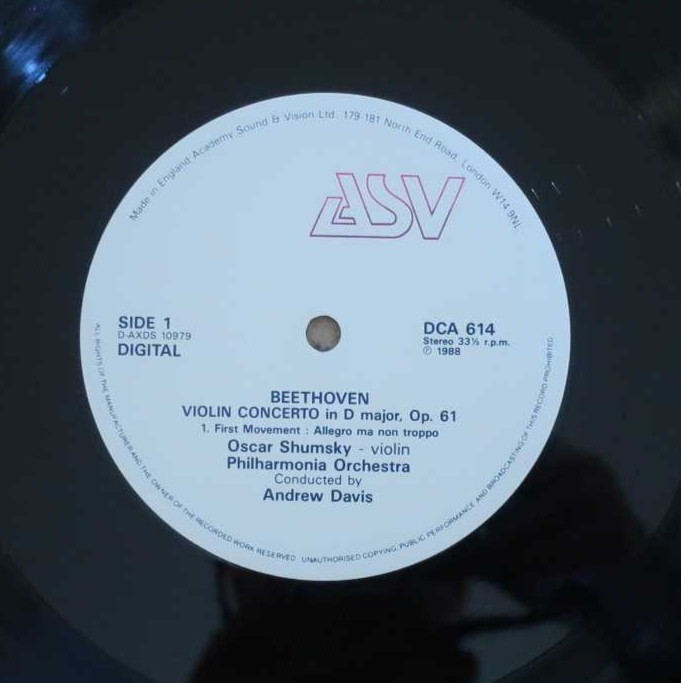 Made in England Academy Sound & Vision Ltd. 179-181 North End Road, London W14 9NL
ASV
SIDE 1
D-AXDS 10979
DIGITAL
DCA 614
Stereo 33⅓ r.p.m.
℗ 1988
BEETHOVEN
VIOLIN CONCERTO in D major, Op. 61
1. First Movement : Allegro ma non troppo
Oscar Shumsky - violin
Philharmonia Orchestra
Conducted by
Andrew Davis
ALL RIGHTS OF THE MANUFACTURER AND THE OWNER OF THE RECORDED WORK RESERVED. UNAUTHORISED COPYING, PUBLIC PERFORMANCE AND BROADCASTING OF THIS RECORD PROHIBITED